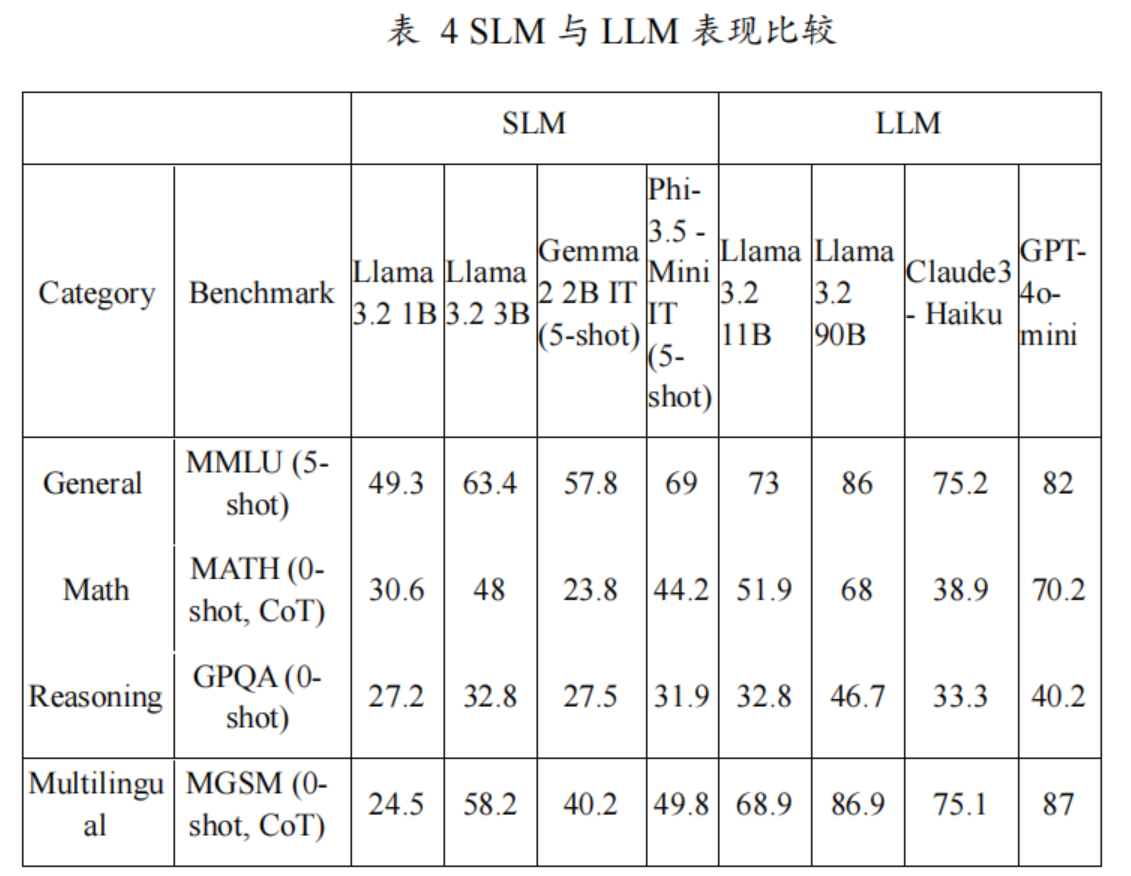 表 4 SLM 与 LLM 表现比较
SLM LLM
Category Benchmark Llama 3.2 1B Llama 3.2 3B Gemma 2 2B IT (5-shot) Phi-3.5 - Mini IT (5-shot) Llama 3.2 11B Llama 3.2 90B Claude3 - Haiku GPT-4o-mini
General MMLU (5-shot) 49.3 63.4 57.8 69 73 86 75.2 82
Math MATH (0-shot, CoT) 30.6 48 23.8 44.2 51.9 68 38.9 70.2
Reasoning GPQA (0-shot) 27.2 32.8 27.5 31.9 32.8 46.7 33.3 40.2
Multilingual MGSM (0-shot, CoT) 24.5 58.2 40.2 49.8 68.9 86.9 75.1 87